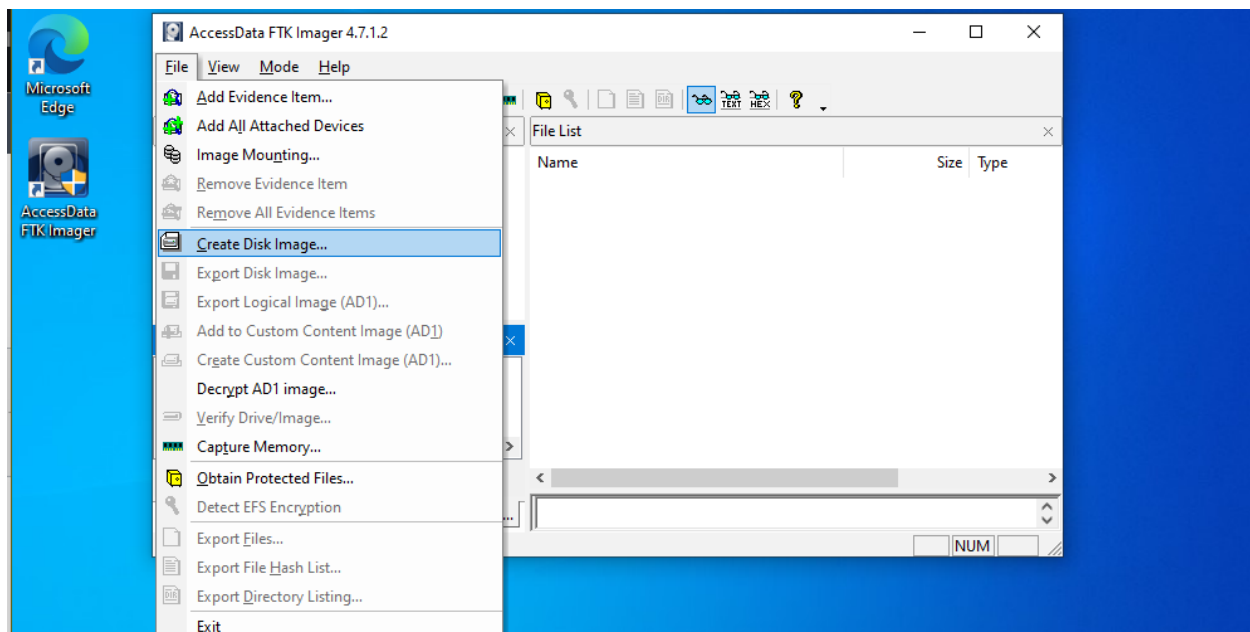 Microsoft
Edge
AccessData
FTK Imager
AccessData FTK Imager 4.7.1.2
File View Mode Help
Add Evidence Item...
Add All Attached Devices
Image Mounting...
Remove Evidence Item
Remove All Evidence Items
Create Disk Image...
Export Disk Image...
Export Logical Image (AD1)...
Add to Custom Content Image (AD1)
Create Custom Content Image (AD1)...
Decrypt AD1 image...
Verify Drive/Image...
Capture Memory...
Obtain Protected Files...
Detect EFS Encryption
Export Files...
Export File Hash List...
Export Directory Listing...
Exit
TEXT HEX
File List
Name Size Type
...
NUM